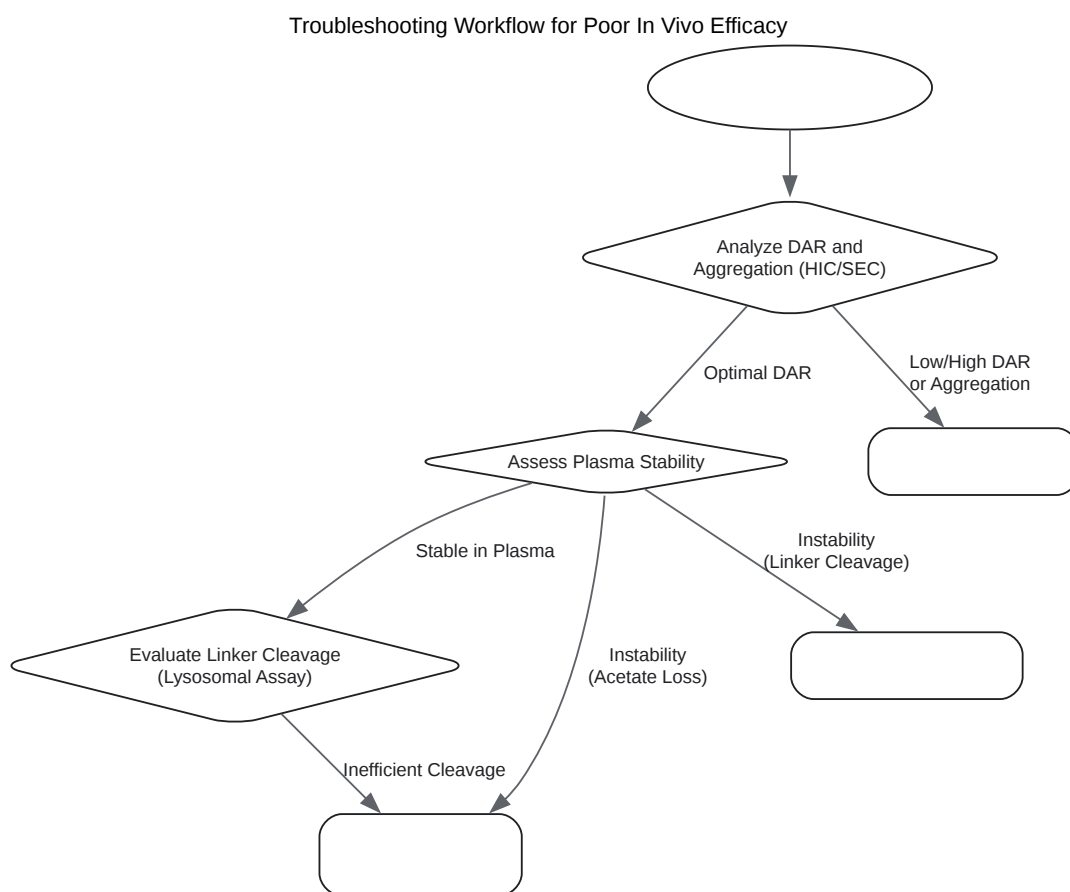 Troubleshooting Workflow for Poor In Vivo Efficacy
Analyze DAR and
Aggregation (HIC/SEC)
Optimal DAR
Low/High DAR
or Aggregation
Assess Plasma Stability
Stable in Plasma
Instability
(Linker Cleavage)
Evaluate Linker Cleavage
(Lysosomal Assay)
Instability
(Acetate Loss)
Inefficient Cleavage